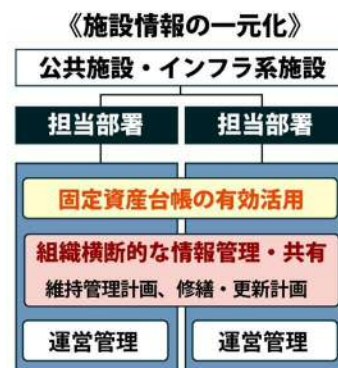 《施設情報の一元化》
公共施設・インフラ系施設
担当部署 担当部署
固定資産台帳の有効活用
組織横断的な情報管理・共有
維持管理計画、修繕・更新計画
運営管理 運営管理